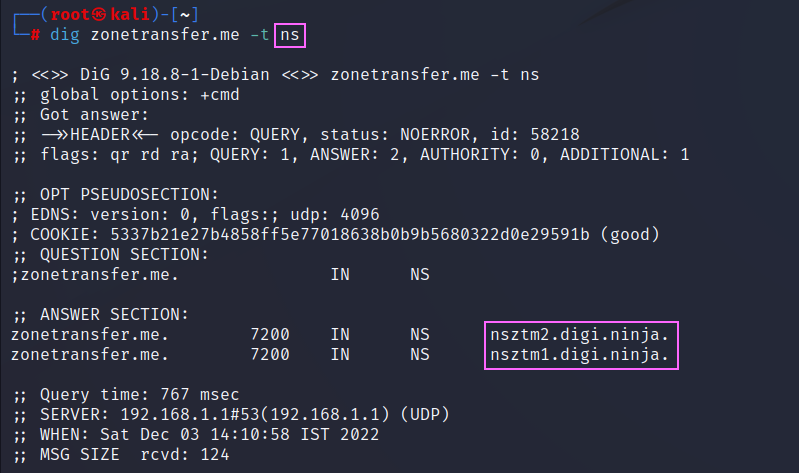 ┌──(root㉿kali)-[~]
└─# dig zonetransfer.me -t ns
; <<>> DiG 9.18.8-1-Debian <<>> zonetransfer.me -t ns
;; global options: +cmd
;; Got answer:
;; ->>HEADER<<- opcode: QUERY, status: NOERROR, id: 58218
;; flags: qr rd ra; QUERY: 1, ANSWER: 2, AUTHORITY: 0, ADDITIONAL: 1
;; OPT PSEUDOSECTION:
; EDNS: version: 0, flags:; udp: 4096
; COOKIE: 5337b21e27b4858ff5e77018638b0b9b5680322d0e29591b (good)
;; QUESTION SECTION:
;zonetransfer.me. IN NS
;; ANSWER SECTION:
zonetransfer.me. 7200 IN NS nsztm2.digi.ninja.
zonetransfer.me. 7200 IN NS nsztm1.digi.ninja.
;; Query time: 767 msec
;; SERVER: 192.168.1.1#53(192.168.1.1) (UDP)
;; WHEN: Sat Dec 03 14:10:58 IST 2022
;; MSG SIZE  rcvd: 124